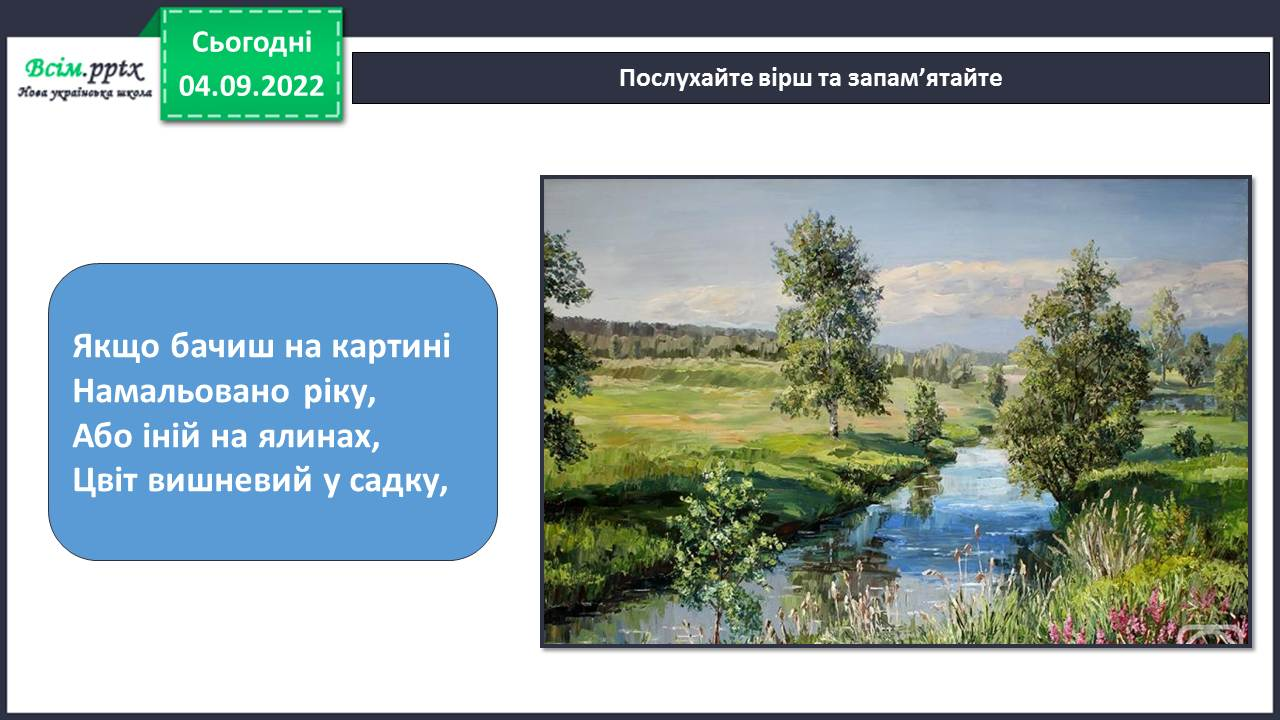 Сьогодні
04.09.2022
Всім.pptx
Нова українська школа
Послухайте вірш та запам’ятайте
Якщо бачиш на картині
Намальовано ріку,
Або іній на ялинах,
Цвіт вишневий у садку,